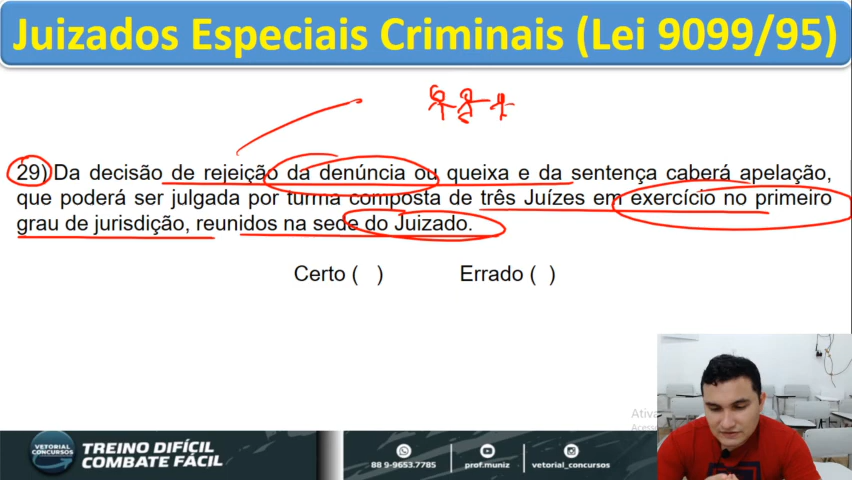 Juizados Especiais Criminais (Lei 9099/95)
29) Da decisão de rejeição da denúncia ou queixa e da sentença caberá apelação,
que poderá ser julgada por turma composta de três Juízes em exercício no primeiro
grau de jurisdição, reunidos na sede do Juizado.
Certo (   )
Errado (   )
VETORIAL
CONCURSOS
TREINO DIFÍCIL
COMBATE FÁCIL
88 9-9653.7785
prof.muniz
vetorial_concursos